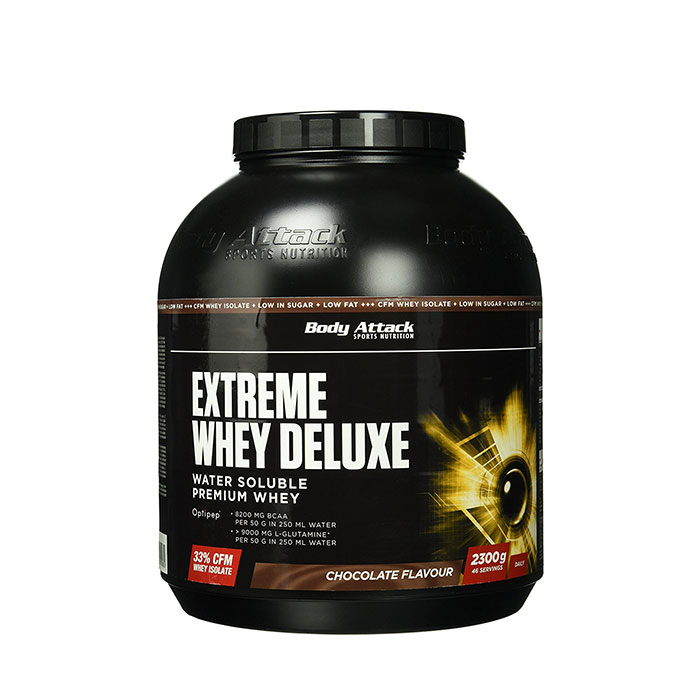 Body Attack
SPORTS NUTRITION
+++ CFM WHEY ISOLATE + LOW IN SUGAR + LOW FAT +++ CFM WHEY ISOLATE + LOW IN SUGAR + LOW FAT +++ CFM
Body Attack
SPORTS NUTRITION
EXTREME
WHEY DELUXE
WATER SOLUBLE
PREMIUM WHEY
Optipep
• 8200 MG BCAA
PER 50 G IN 250 ML WATER
• > 9000 MG L-GLUTAMINE*
PER 50 G IN 250 ML WATER
33% CFM
WHEY ISOLATE
CHOCOLATE FLAVOUR
2300g
46 SERVINGS
DAILY